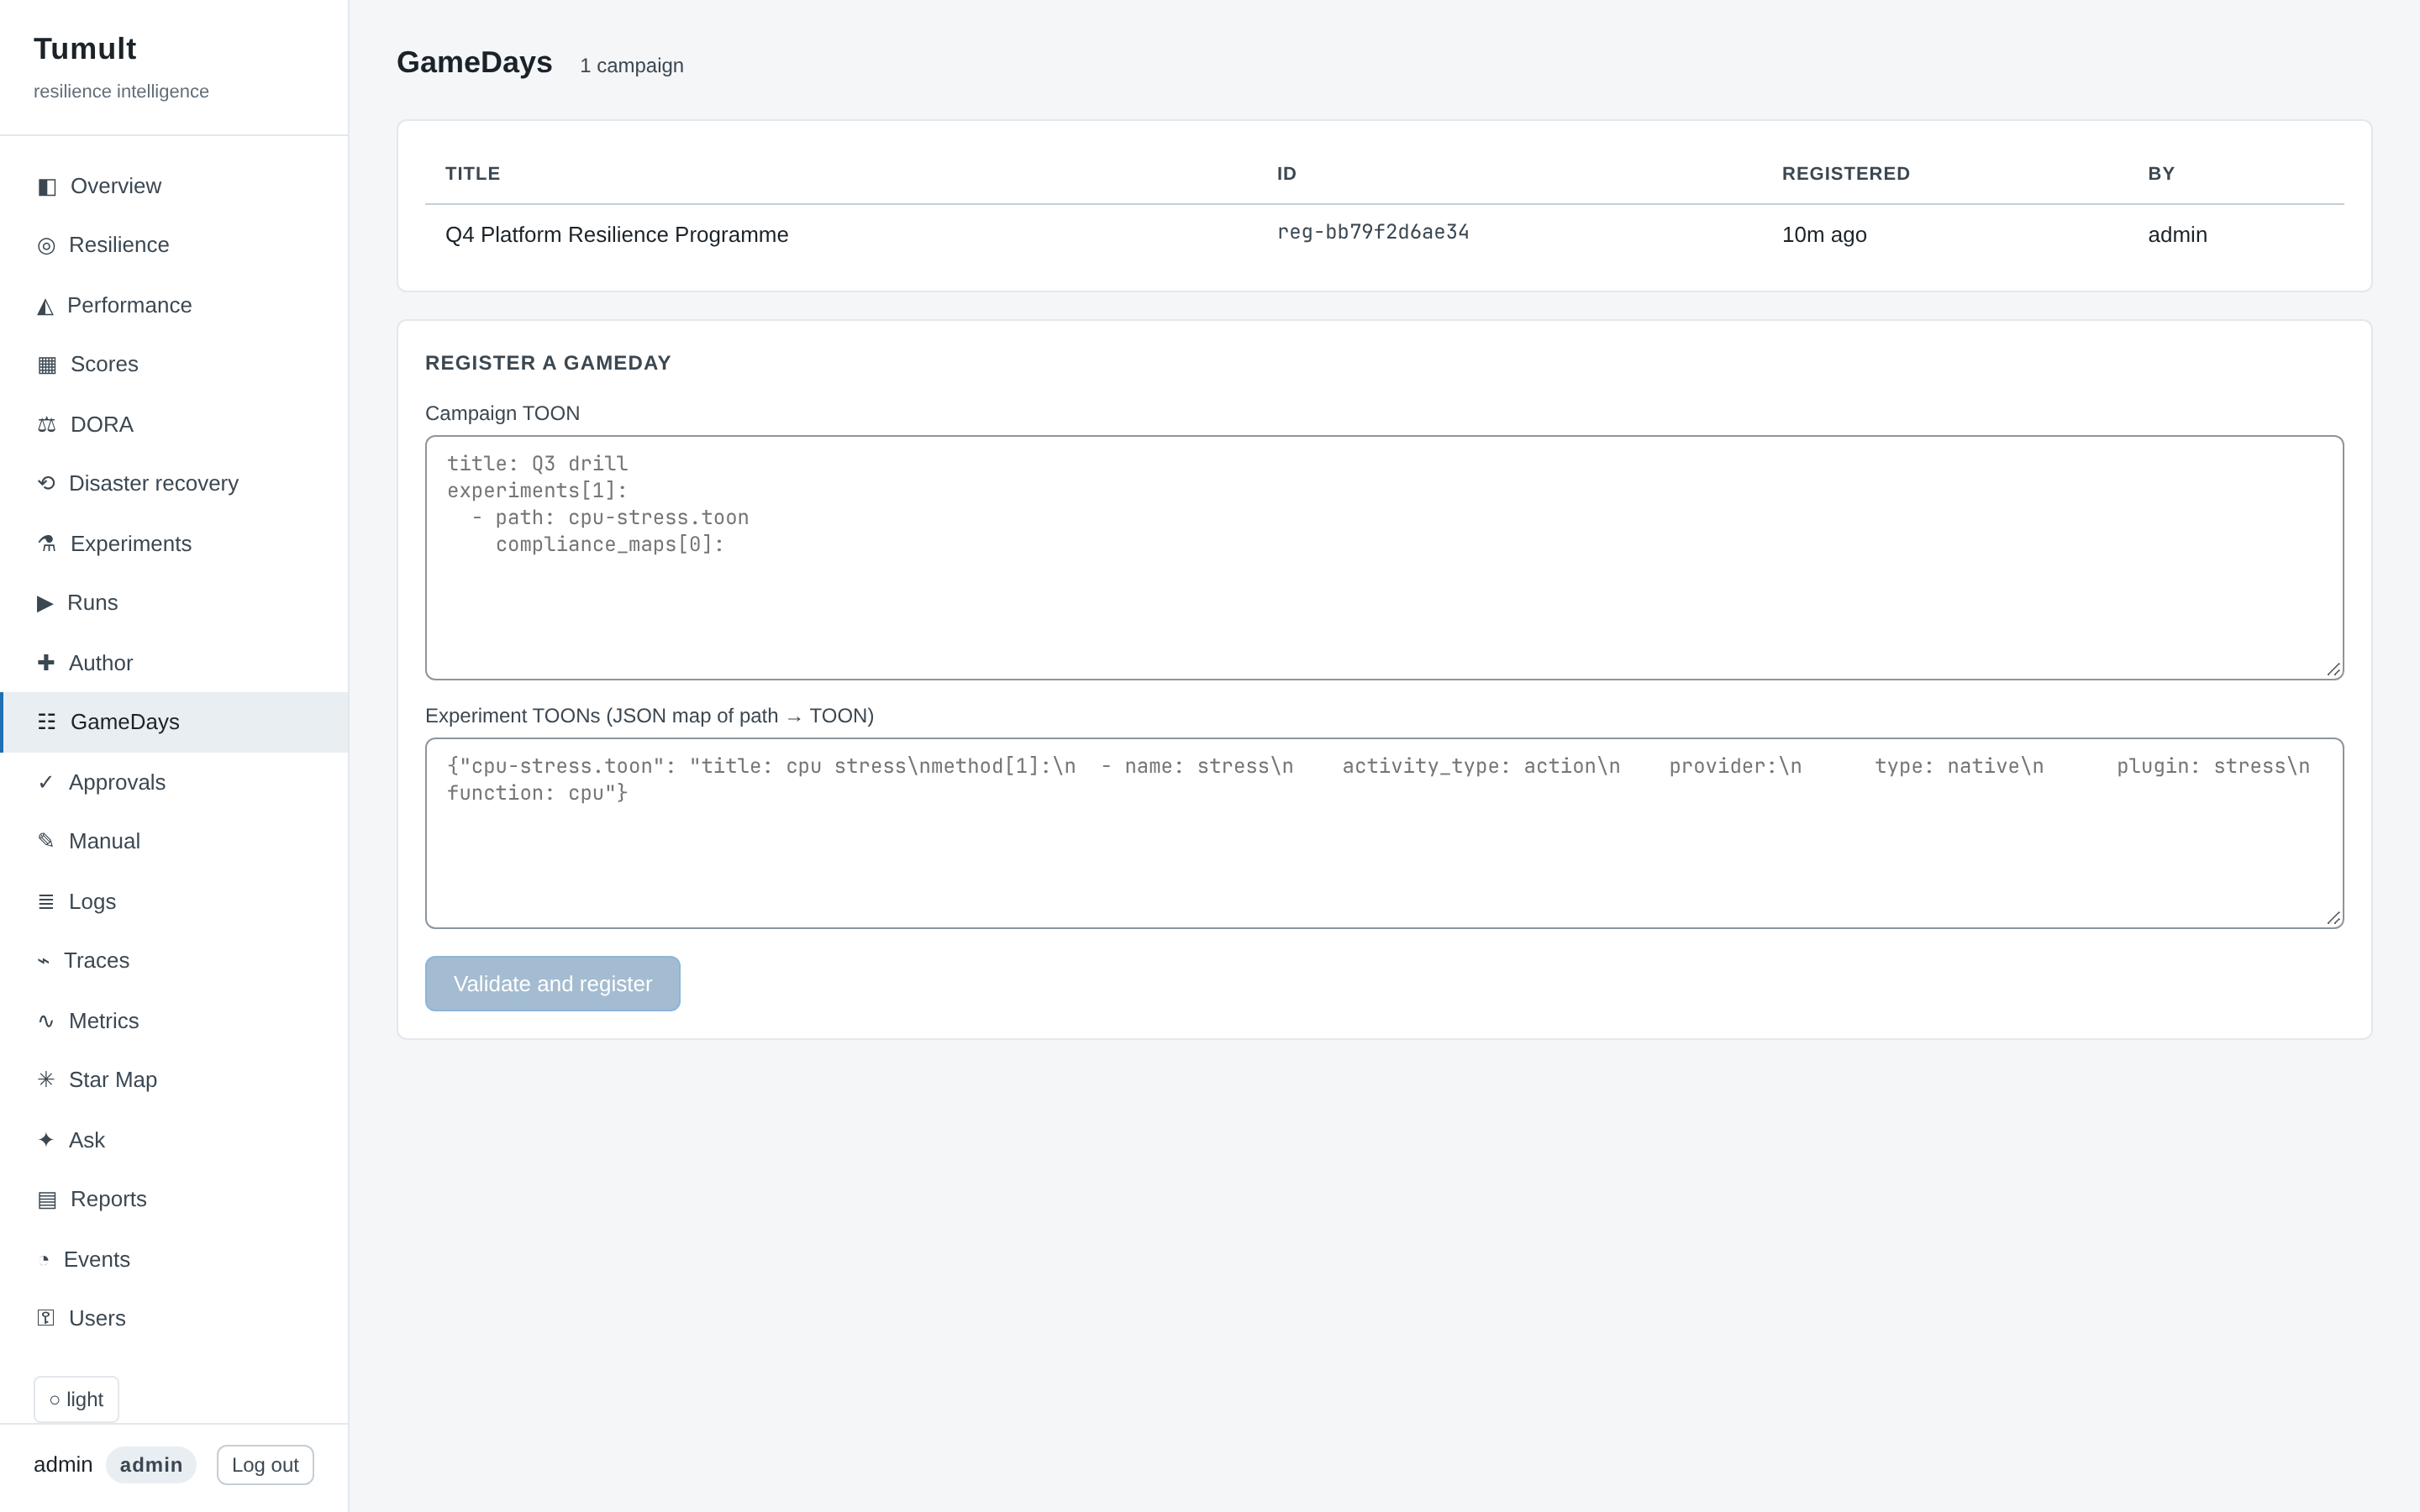 Tumult
resilience intelligence
Overview
Resilience
Performance
Scores
DORA
Disaster recovery
Experiments
Runs
Author
GameDays
Approvals
Manual
Logs
Traces
Metrics
Star Map
Ask
Reports
Events
Users
light
admin admin Log out
GameDays 1 campaign
TITLE ID REGISTERED BY
Q4 Platform Resilience Programme reg-bb79f2d6ae34 10m ago admin
REGISTER A GAMEDAY
Campaign TOON
title: Q3 drill
experiments[1]:
  - path: cpu-stress.toon
    compliance_maps[0]:
Experiment TOONs (JSON map of path → TOON)
{"cpu-stress.toon": "title: cpu stress\nmethod[1]:\n  - name: stress\n    activity_type: action\n    provider:\n      type: native\n      plugin: stress\n
function: cpu"}
Validate and register